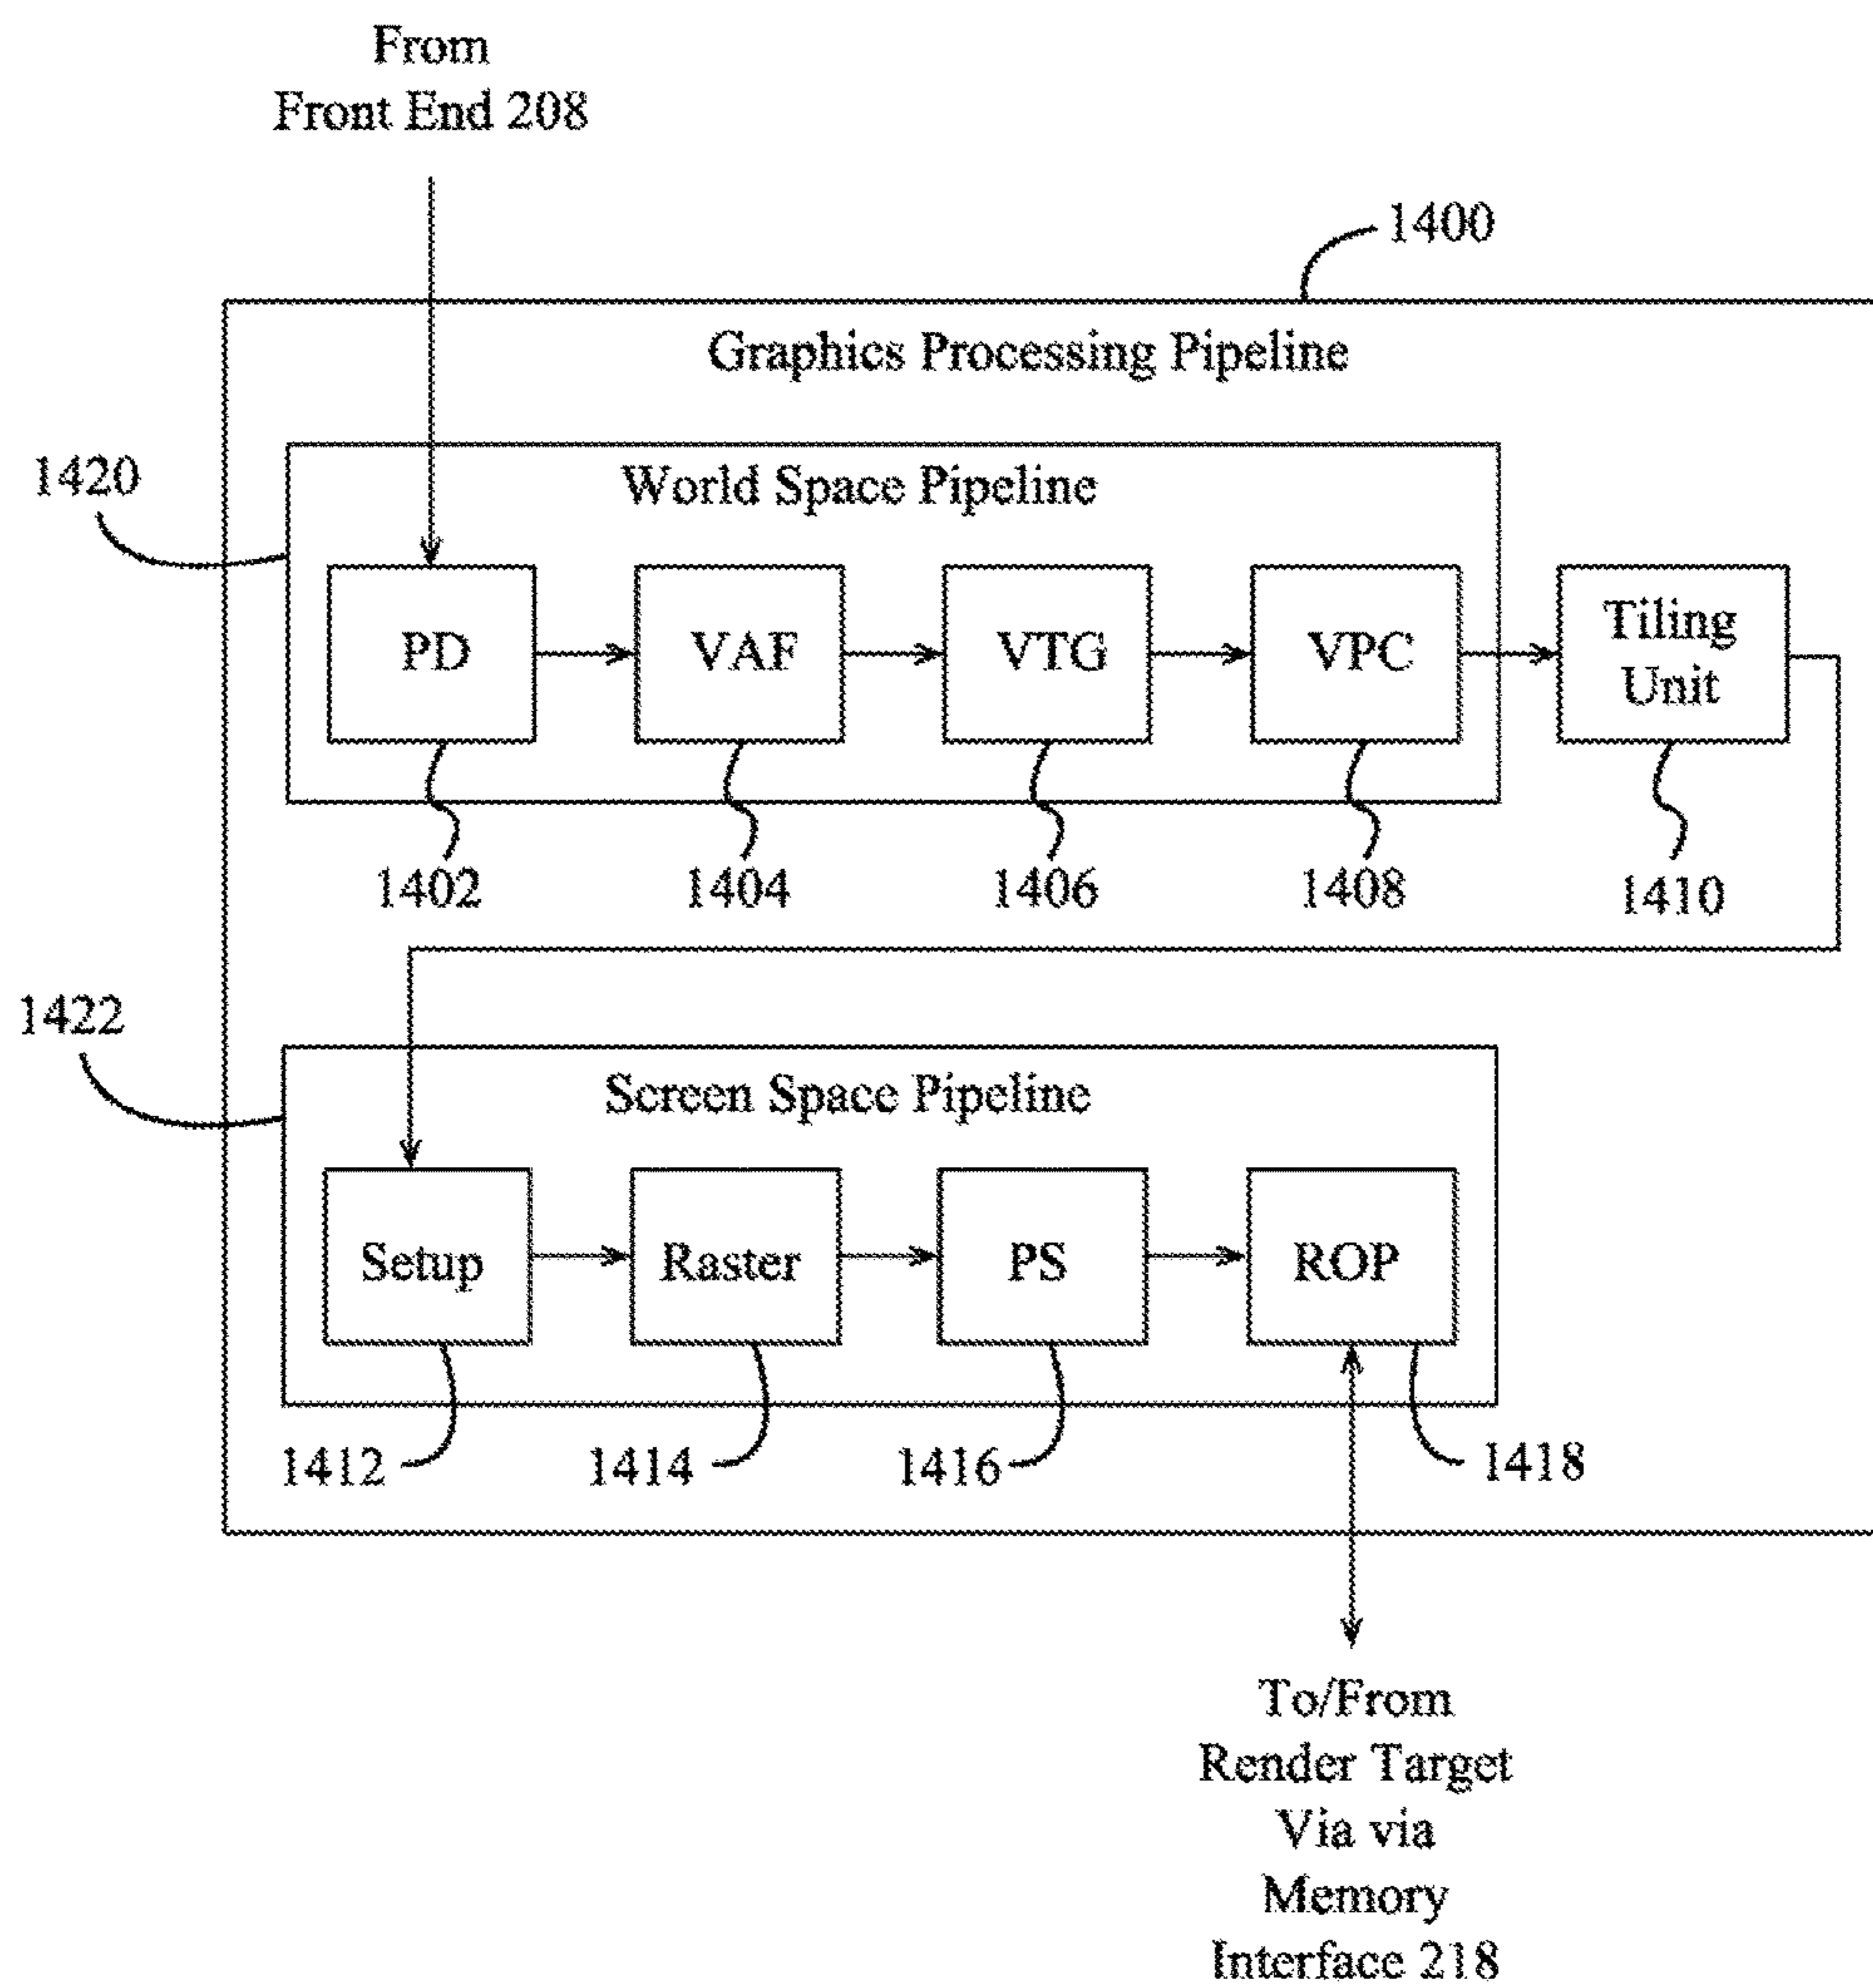 From
Front End 208
1400
Graphics Processing Pipeline
1420
World Space Pipeline
PD
VAF
VTG
VPC
Tiling
Unit
1402
1404
1406
1408
1410
1422
Screen Space Pipeline
Setup
Raster
PS
ROP
1412
1414
1416
1418
To/From
Render Target
Via via
Memory
Interface 218